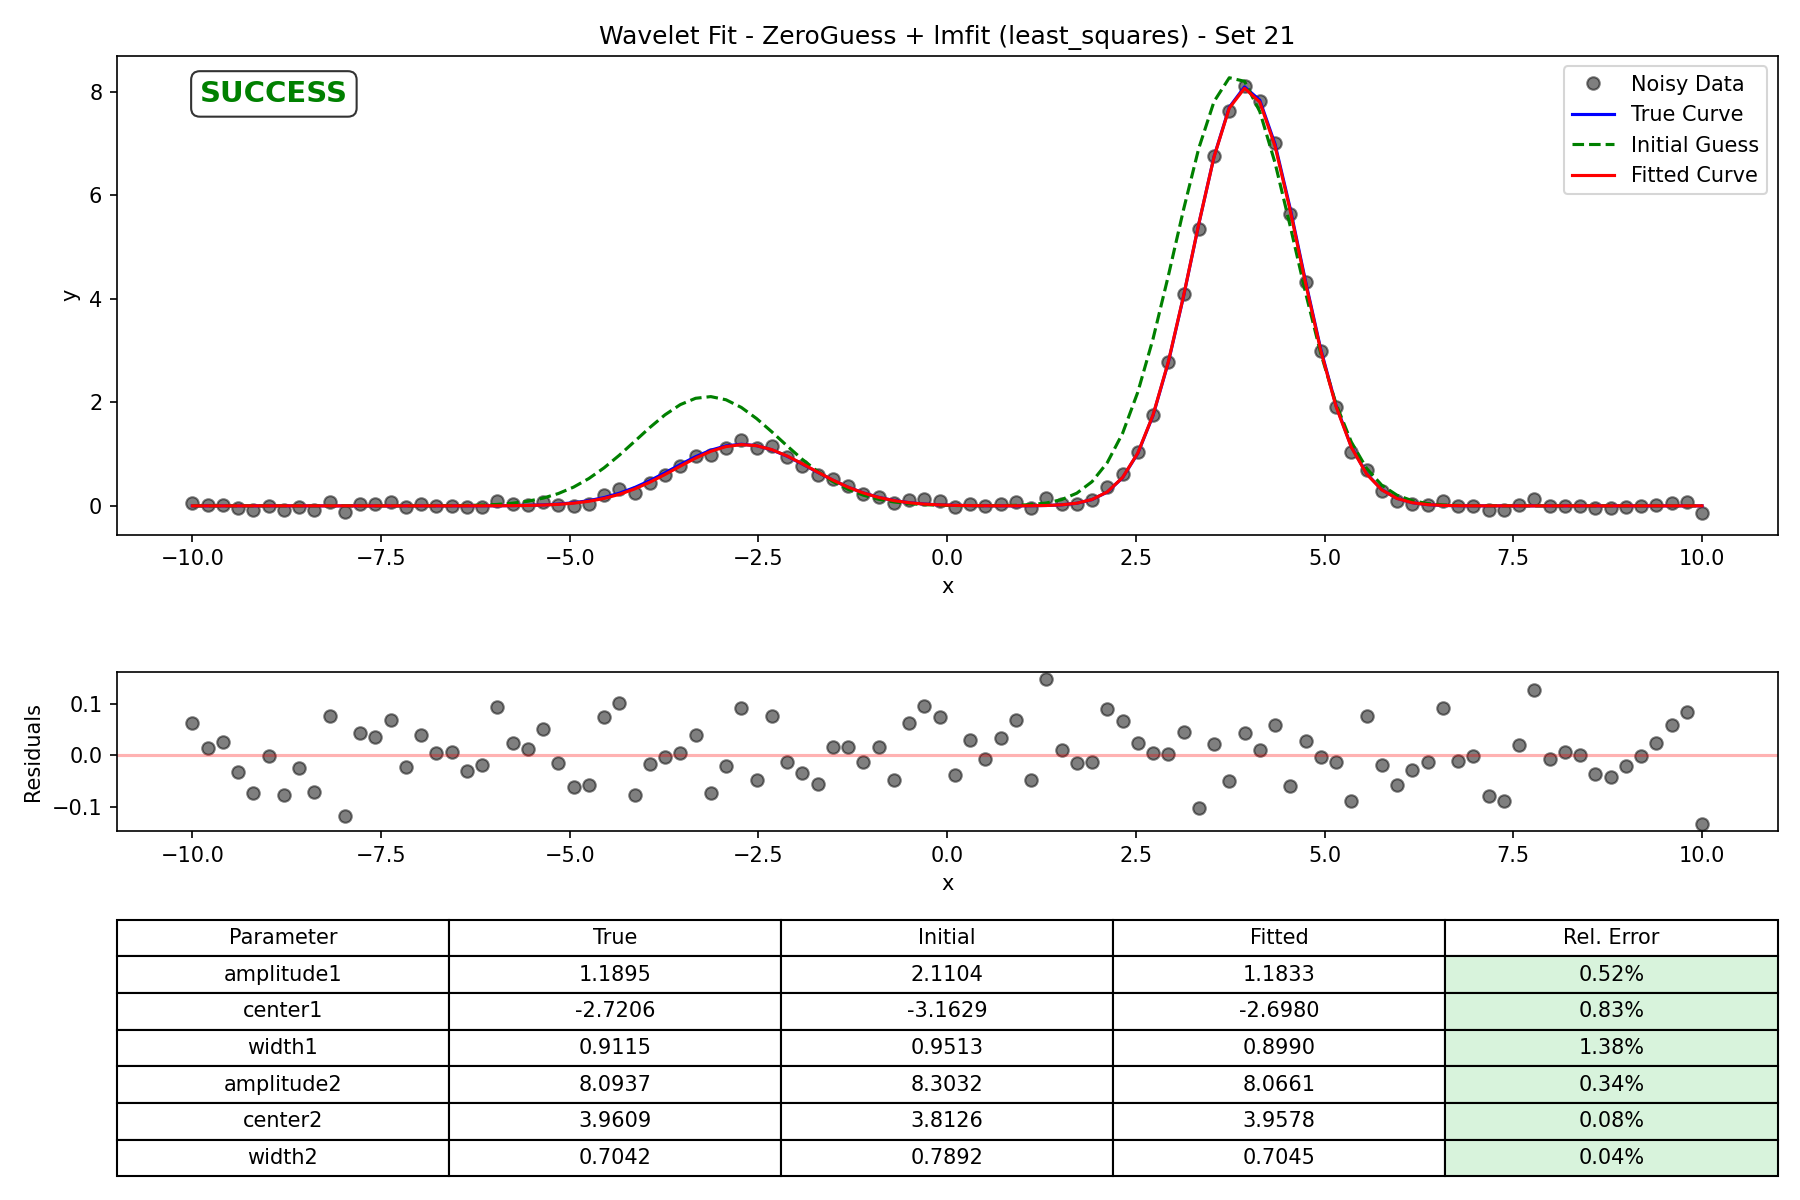 Wavelet Fit - ZeroGuess + lmfit (least_squares) - Set 21
SUCCESS
Noisy Data
True Curve
Initial Guess
Fitted Curve
y
8
6
4
2
0
−10.0 −7.5 −5.0 −2.5 0.0 2.5 5.0 7.5 10.0
x
Residuals
0.1
0.0
−0.1
−10.0 −7.5 −5.0 −2.5 0.0 2.5 5.0 7.5 10.0
x
Parameter True Initial Fitted Rel. Error
amplitude1 1.1895 2.1104 1.1833 0.52%
center1 -2.7206 -3.1629 -2.6980 0.83%
width1 0.9115 0.9513 0.8990 1.38%
amplitude2 8.0937 8.3032 8.0661 0.34%
center2 3.9609 3.8126 3.9578 0.08%
width2 0.7042 0.7892 0.7045 0.04%